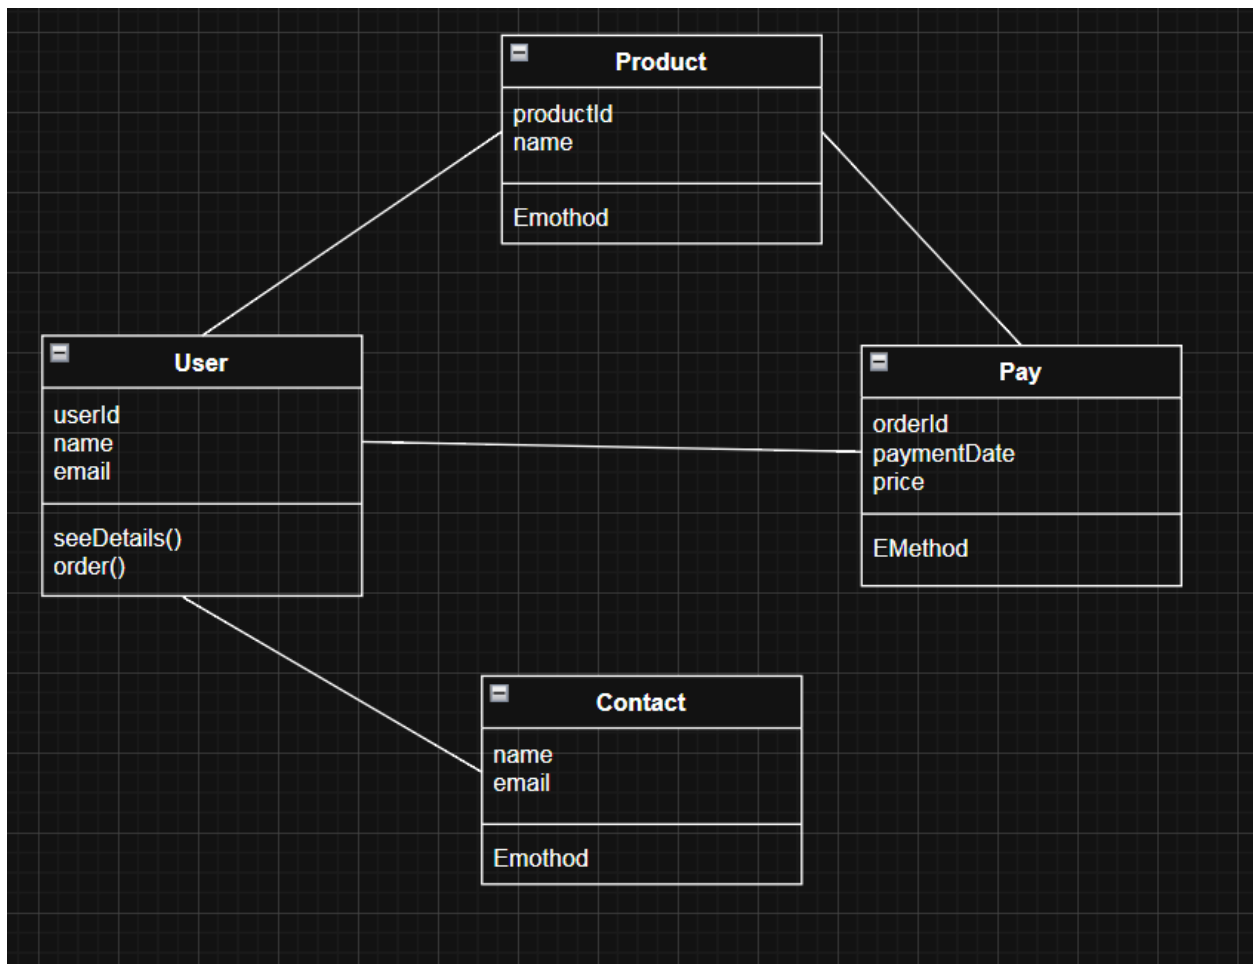 Product
productId
name
Emothod
User
userId
name
email
seeDetails()
order()
Pay
orderId
paymentDate
price
EMethod
Contact
name
email
Emothod